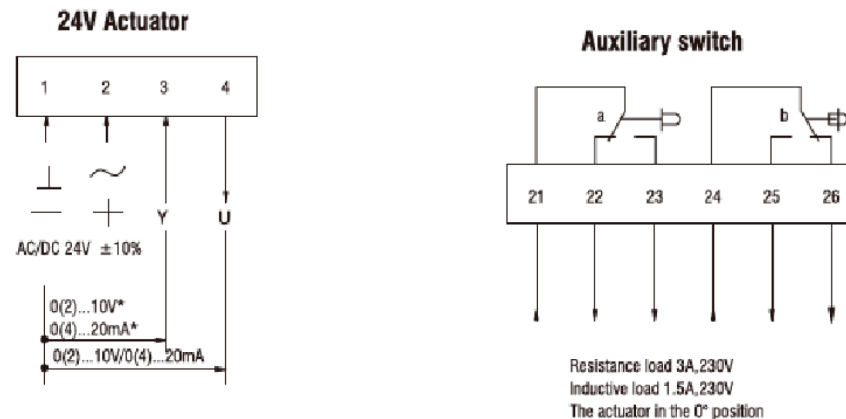 24V Actuator
1 2 3 4
Y U
AC/DC 24V ±10%
0(2)...10V*
0(4)...20mA*
0(2)...10V/0(4)...20mA
Auxiliary switch
a b
21 22 23 24 25 26
Resistance load 3A,230V
Inductive load 1.5A,230V
The actuator in the 0° position